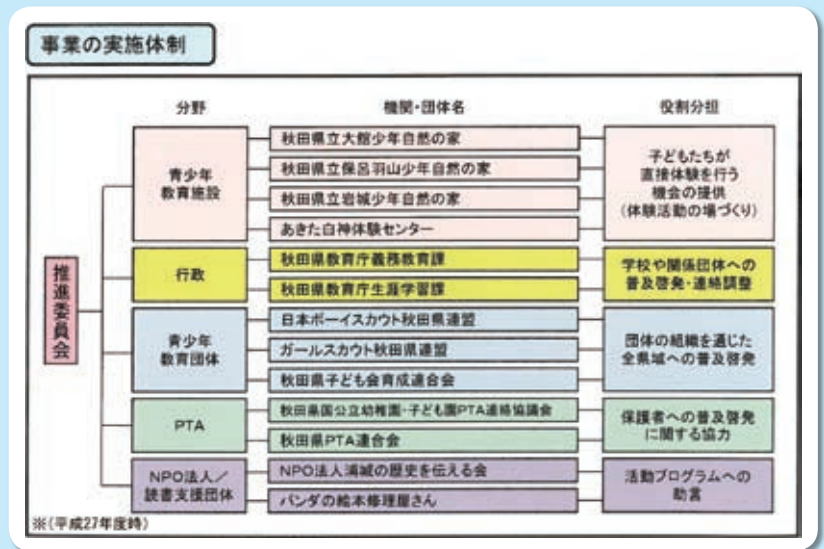 事業の実施体制
分野
機関・団体名
役割分担
推進委員会
青少年
教育施設
秋田県立大館少年自然の家
秋田県立保呂羽山少年自然の家
秋田県立岩城少年自然の家
あきた白神体験センター
子どもたちが
直接体験を行う
機会の提供
(体験活動の場づくり)
行政
秋田県教育庁義務教育課
秋田県教育庁生涯学習課
学校や関係団体への
普及啓発・連絡調整
青少年
教育団体
日本ボーイスカウト秋田県連盟
ガールスカウト秋田県連盟
秋田県子ども会育成連合会
団体の組織を通じた
全県域への普及啓発
PTA
秋田県国公立幼稚園・子ども園PTA連絡協議会
秋田県PTA連合会
保護者への普及啓発
に関する協力
NPO法人/
読書支援団体
NPO法人浦城の歴史を伝える会
パンダの絵本修理屋さん
活動プログラムへの
助言
※(平成27年度時)